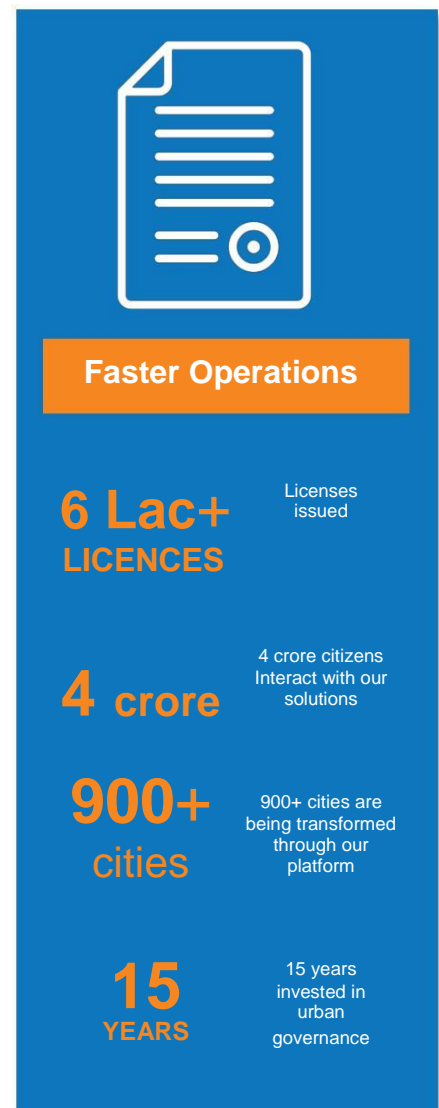 Faster Operations
6 Lac+
LICENCES
Licenses
issued
4 crore
4 crore citizens
Interact with our
solutions
900+
cities
900+ cities are
being transformed
through our
platform
15
YEARS
15 years
invested in
urban
governance